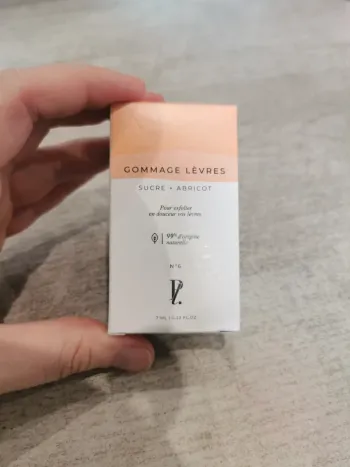 GOMMAGE LÈVRES
SUCRE + ABRICOT
Pour exfolier
en douceur vos lèvres
99% d'origine
naturelle
N°6